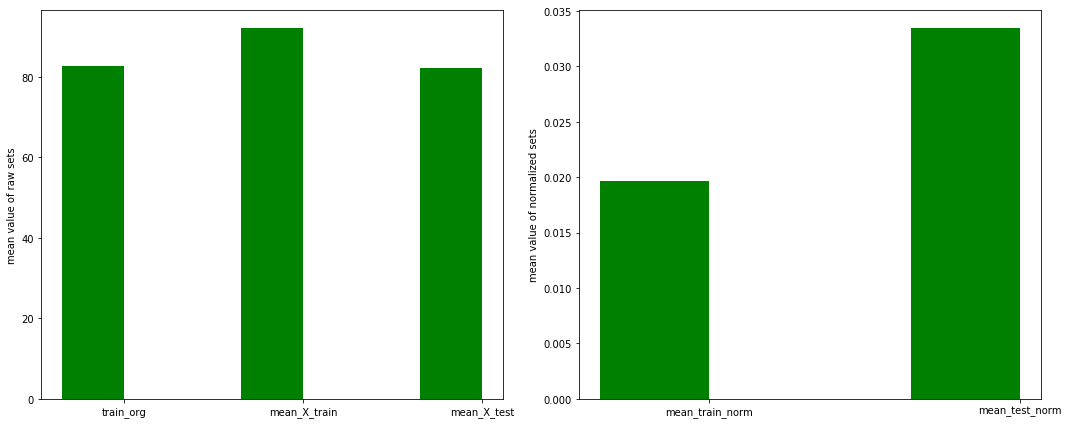 mean value of raw sets
80
60
40
20
0
train_org
mean_X_train
mean_X_test
mean value of normalized sets
0.035
0.030
0.025
0.020
0.015
0.010
0.005
0.000
mean_train_norm
mean_test_norm